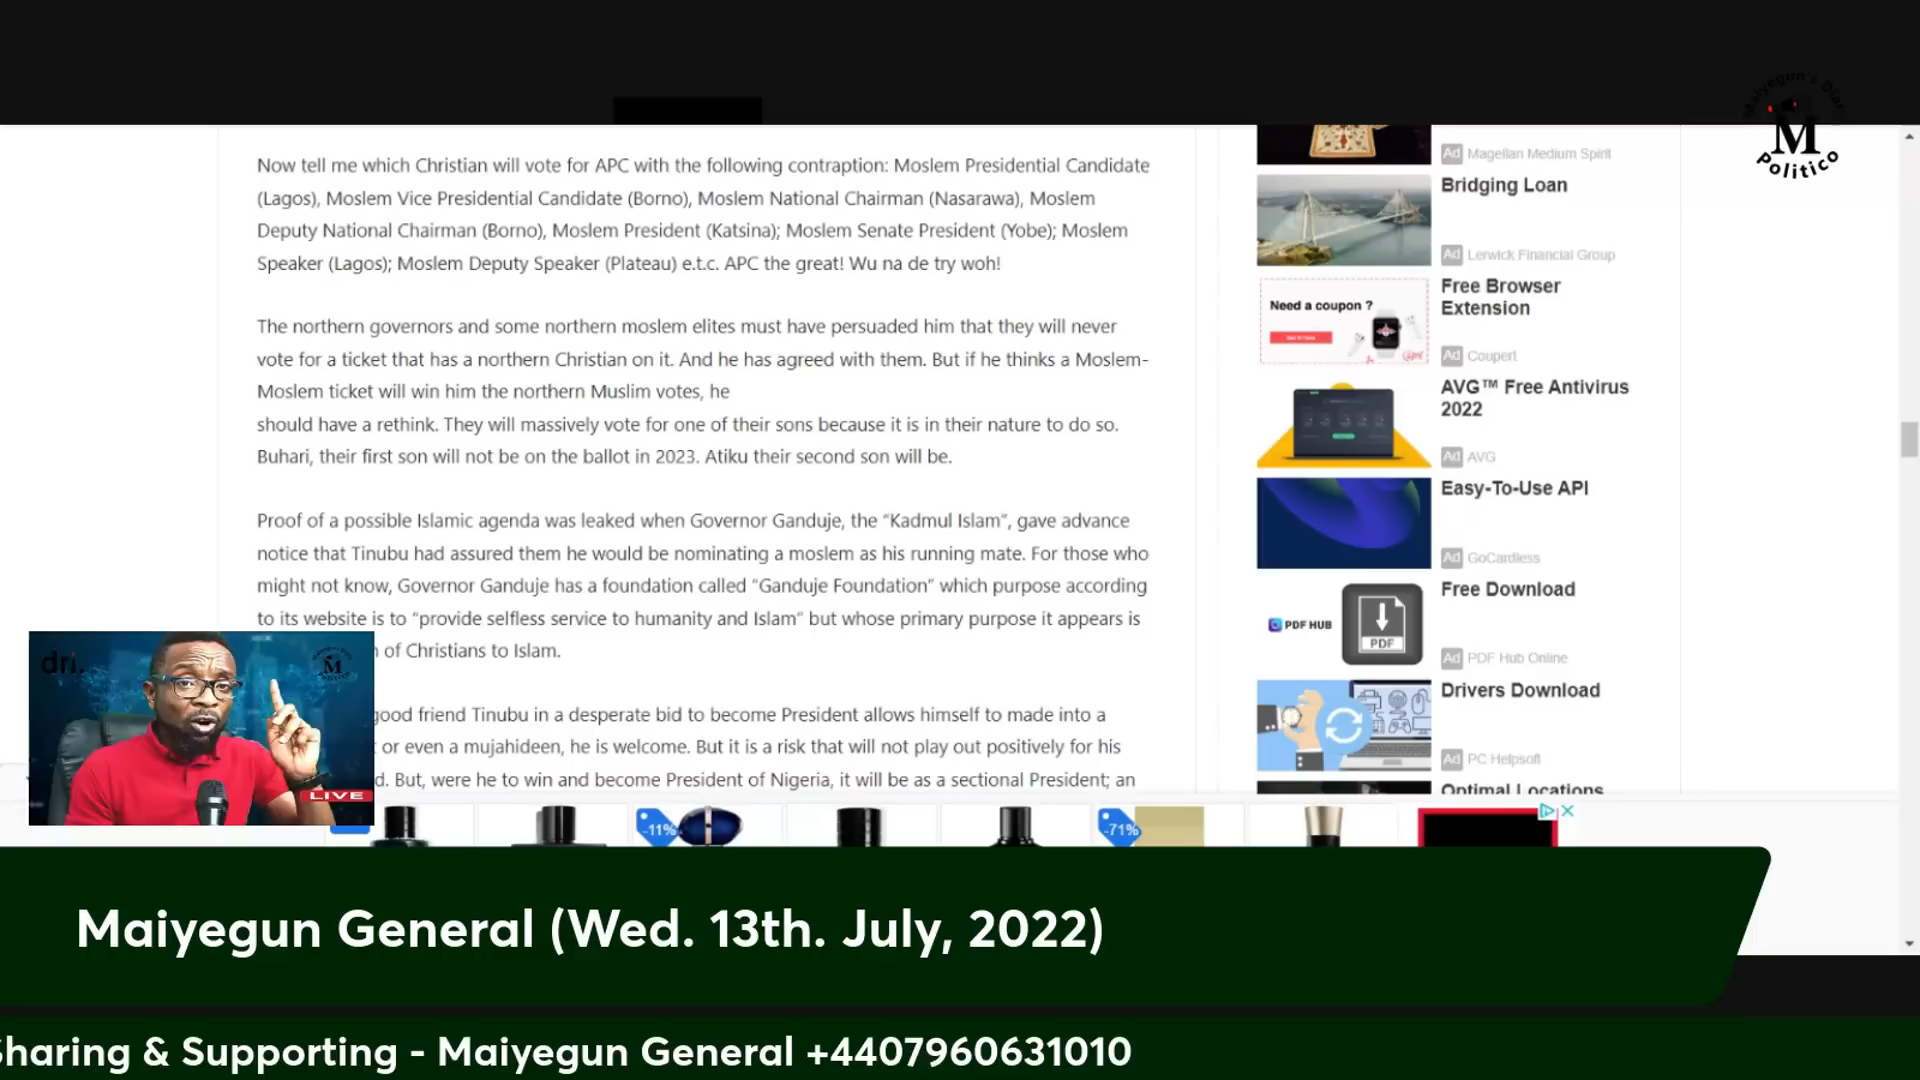 Maiyegun's Diary
M
Politico
Now tell me which Christian will vote for APC with the following contraption: Moslem Presidential Candidate
(Lagos), Moslem Vice Presidential Candidate (Borno), Moslem National Chairman (Nasarawa), Moslem
Deputy National Chairman (Borno), Moslem President (Katsina); Moslem Senate President (Yobe); Moslem
Speaker (Lagos); Moslem Deputy Speaker (Plateau) e.t.c. APC the great! Wu na de try woh!
The northern governors and some northern moslem elites must have persuaded him that they will never
vote for a ticket that has a northern Christian on it. And he has agreed with them. But if he thinks a Moslem-
Moslem ticket will win him the northern Muslim votes, he
should have a rethink. They will massively vote for one of their sons because it is in their nature to do so.
Buhari, their first son will not be on the ballot in 2023. Atiku their second son will be.
Proof of a possible Islamic agenda was leaked when Governor Ganduje, the “Kadmul Islam”, gave advance
notice that Tinubu had assured them he would be nominating a moslem as his running mate. For those who
might not know, Governor Ganduje has a foundation called “Ganduje Foundation” which purpose according
to its website is to “provide selfless service to humanity and Islam” but whose primary purpose it appears is
of Christians to Islam.
good friend Tinubu in a desperate bid to become President allows himself to made into a
or even a mujahideen, he is welcome. But it is a risk that will not play out positively for his
d. But, were he to win and become President of Nigeria, it will be as a sectional President; an
Ad Magellan Medium Spirit
Bridging Loan
Ad Lerwick Financial Group
Need a coupon ?
Free Browser
Extension
Ad Coupert
AVG™ Free Antivirus
2022
Ad AVG
Easy-To-Use API
Ad GoCardless
Free Download
PDF HUB
PDF
Ad PDF Hub Online
Drivers Download
Ad PC Helpsoft
Optimal Locations
dri.
M
LIVE
-11%
-71%
Maiyegun General (Wed. 13th. July, 2022)
Sharing & Supporting - Maiyegun General +4407960631010